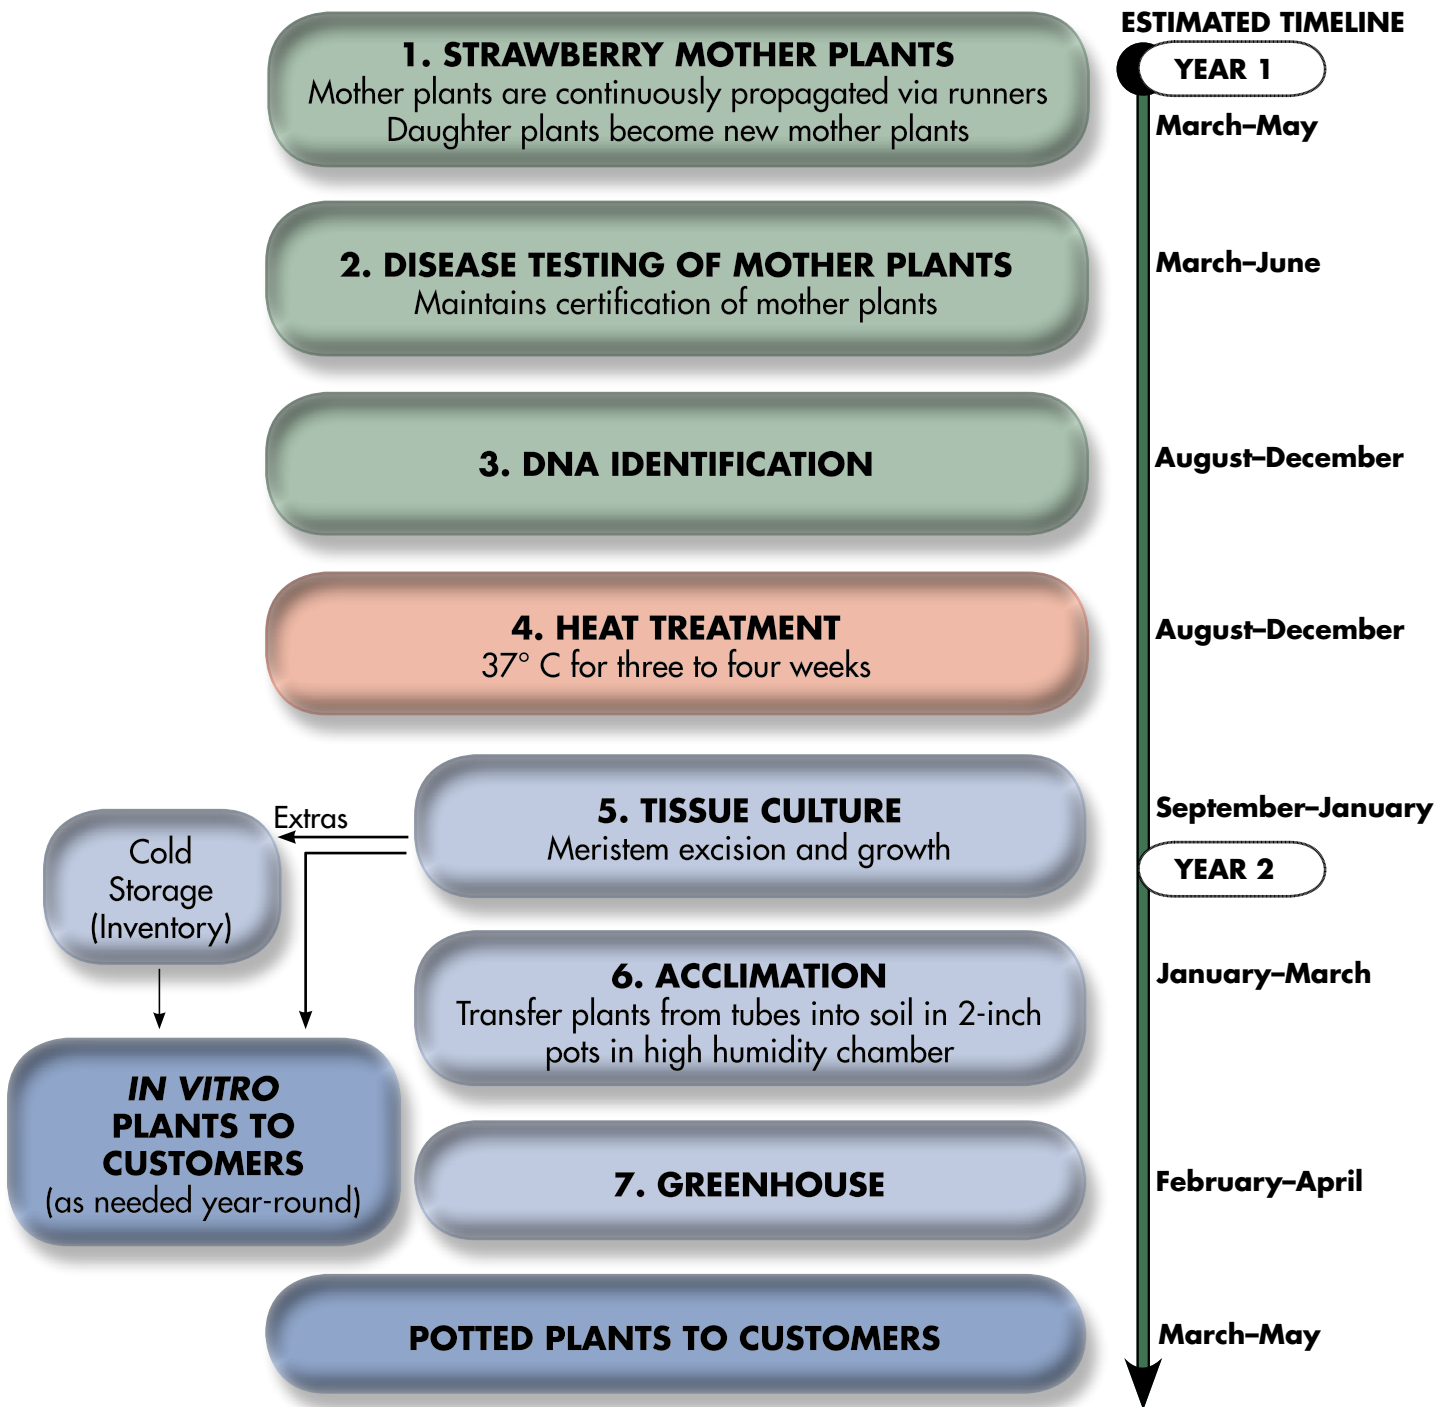 ESTIMATED TIMELINE
YEAR 1
1. STRAWBERRY MOTHER PLANTS
Mother plants are continuously propagated via runners
Daughter plants become new mother plants
March–May
2. DISEASE TESTING OF MOTHER PLANTS
Maintains certification of mother plants
March–June
3. DNA IDENTIFICATION
August–December
4. HEAT TREATMENT
37° C for three to four weeks
August–December
5. TISSUE CULTURE
Meristem excision and growth
September–January
Extras
Cold
Storage
(Inventory)
YEAR 2
6. ACCLIMATION
Transfer plants from tubes into soil in 2-inch
pots in high humidity chamber
January–March
IN VITRO
PLANTS TO
CUSTOMERS
(as needed year-round)
7. GREENHOUSE
February–April
POTTED PLANTS TO CUSTOMERS
March–May